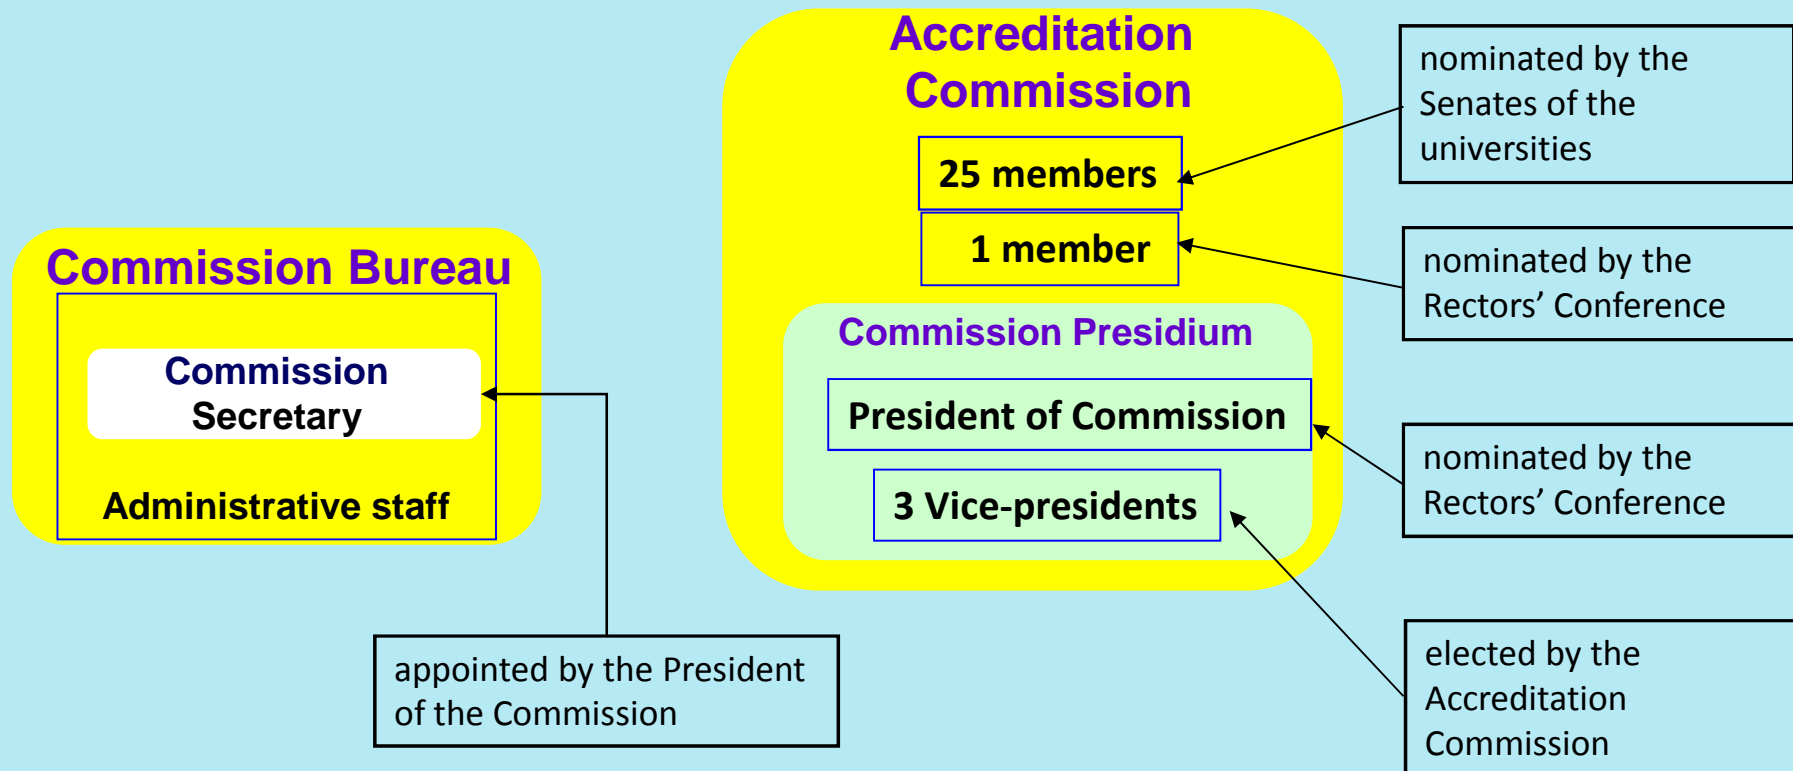 Accreditation
Commission
25 members
1 member
Commission Presidium
President of Commission
3 Vice-presidents
nominated by the
Senates of the
universities
nominated by the
Rectors’ Conference
nominated by the
Rectors’ Conference
elected by the
Accreditation
Commission
Commission Bureau
Commission
Secretary
Administrative staff
appointed by the President
of the Commission